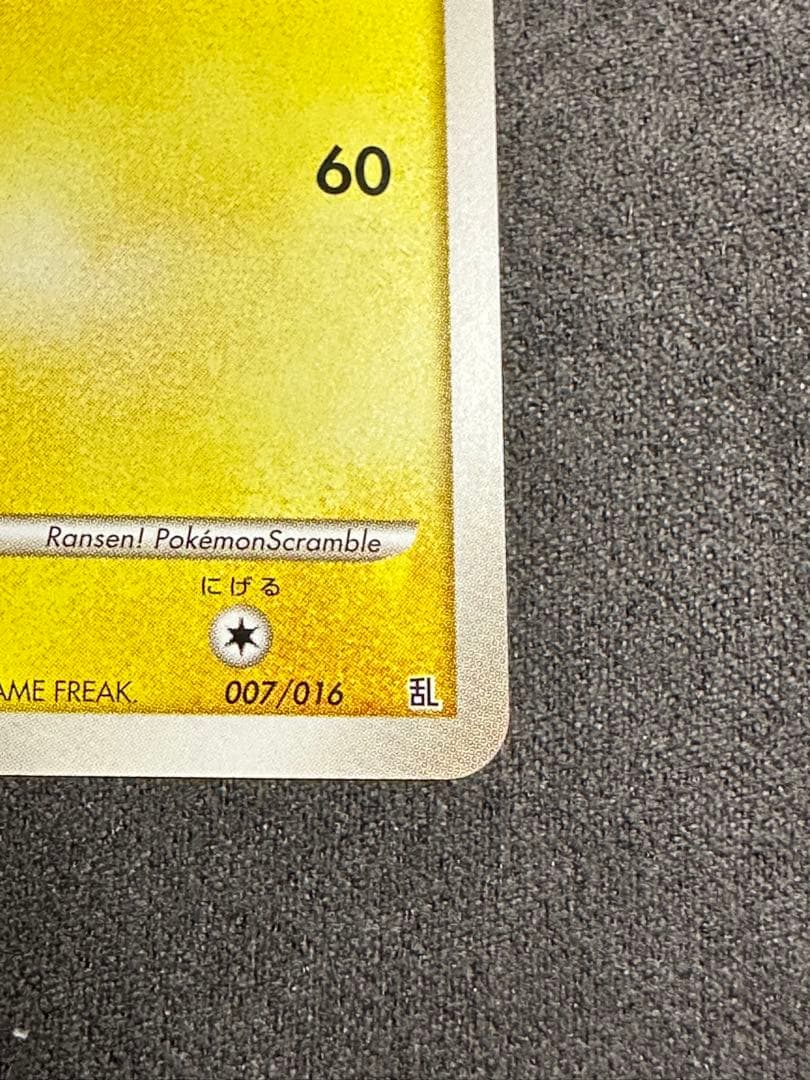 60
Ransen! PokémonScramble
にげる
AME FREAK. 007/016 乱